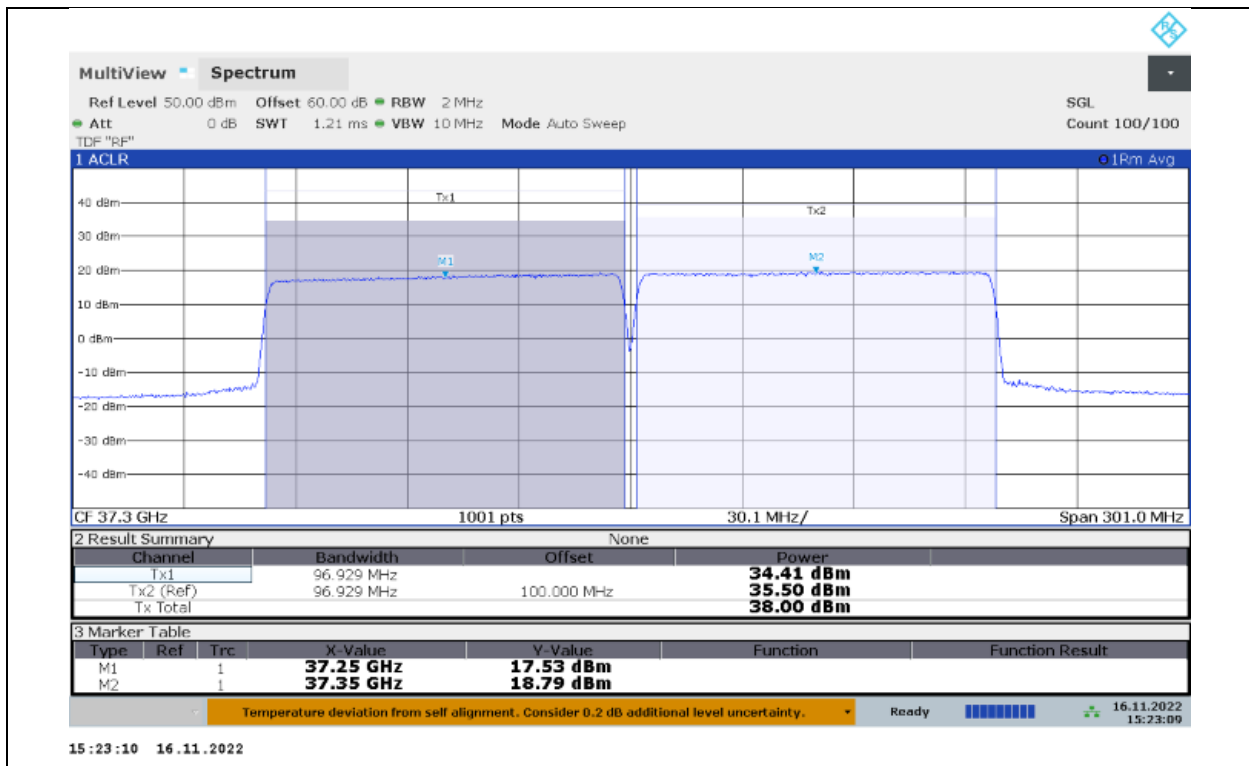 R&S
MultiView Spectrum
Ref Level 50.00 dBm Offset 60.00 dB RBW 2 MHz SGL
Att 0 dB SWT 1.21 ms VBW 10 MHz Mode Auto Sweep Count 100/100
TDF "RF"
1 ACLR 1Rm Avg
40 dBm
Tx1
Tx2
30 dBm
M1
M2
20 dBm
10 dBm
0 dBm
-10 dBm
-20 dBm
-30 dBm
-40 dBm
CF 37.3 GHz 1001 pts 30.1 MHz/ Span 301.0 MHz
2 Result Summary None
Channel Bandwidth Offset Power
Tx1 96.929 MHz 34.41 dBm
Tx2 (Ref) 96.929 MHz 100.000 MHz 35.50 dBm
Tx Total 38.00 dBm
3 Marker Table
Type Ref Trc X-Value Y-Value Function Function Result
M1 1 37.25 GHz 17.53 dBm
M2 1 37.35 GHz 18.79 dBm
Temperature deviation from self alignment. Consider 0.2 dB additional level uncertainty. Ready 16.11.2022
15:23:09
15:23:10 16.11.2022